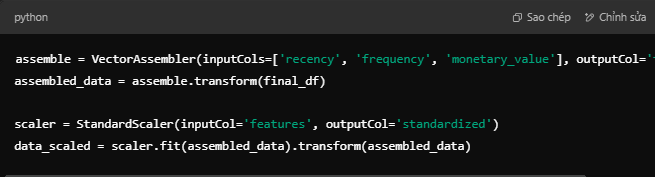 python Sao chép Chỉnh sửa
assemble = VectorAssembler(inputCols=['recency', 'frequency', 'monetary_value'], outputCol='
assembled_data = assemble.transform(final_df)
scaler = StandardScaler(inputCol='features', outputCol='standardized')
data_scaled = scaler.fit(assembled_data).transform(assembled_data)